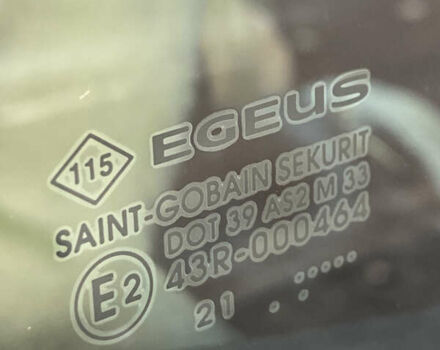 EGEUS
115
SAINT-GOBAIN SEKURIT
DOT 39 AS2 M 33
E2 43R-000464
21